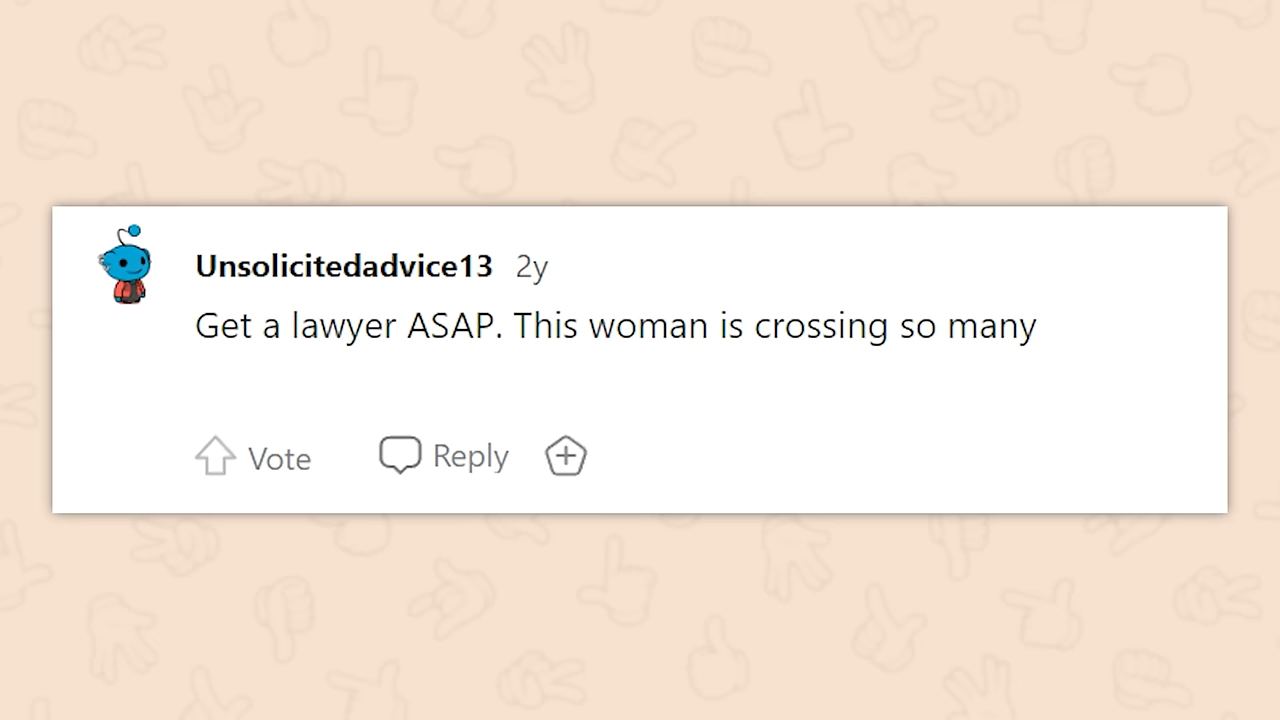 Unsolicitedadvice13 2y
Get a lawyer ASAP. This woman is crossing so many
Vote Reply